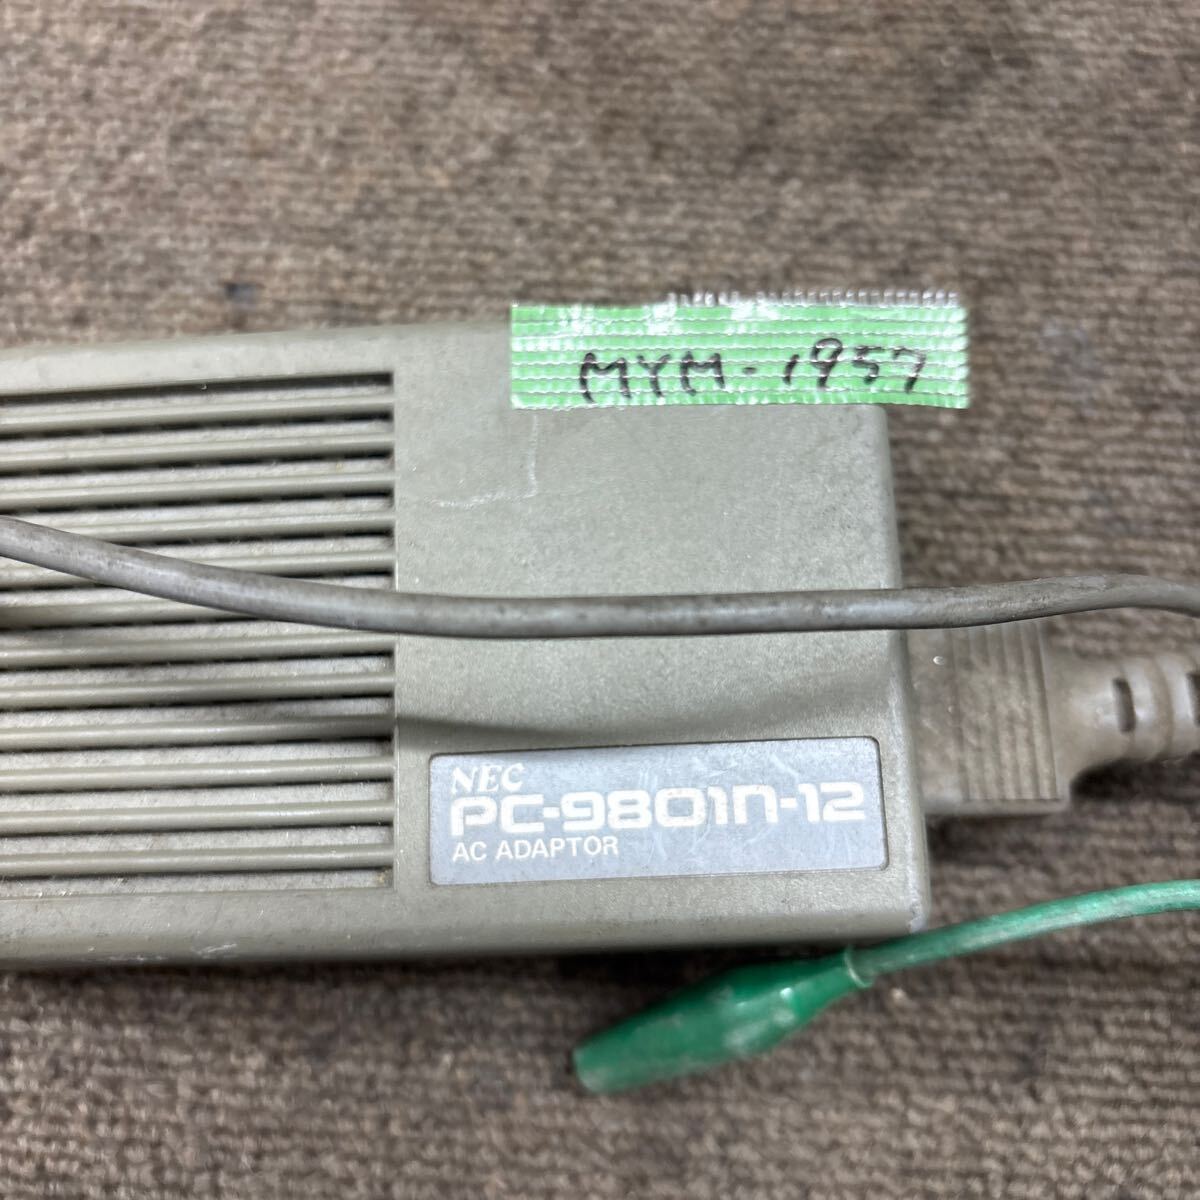 MYM-1957
NEC
PC-9801n-12
AC ADAPTOR